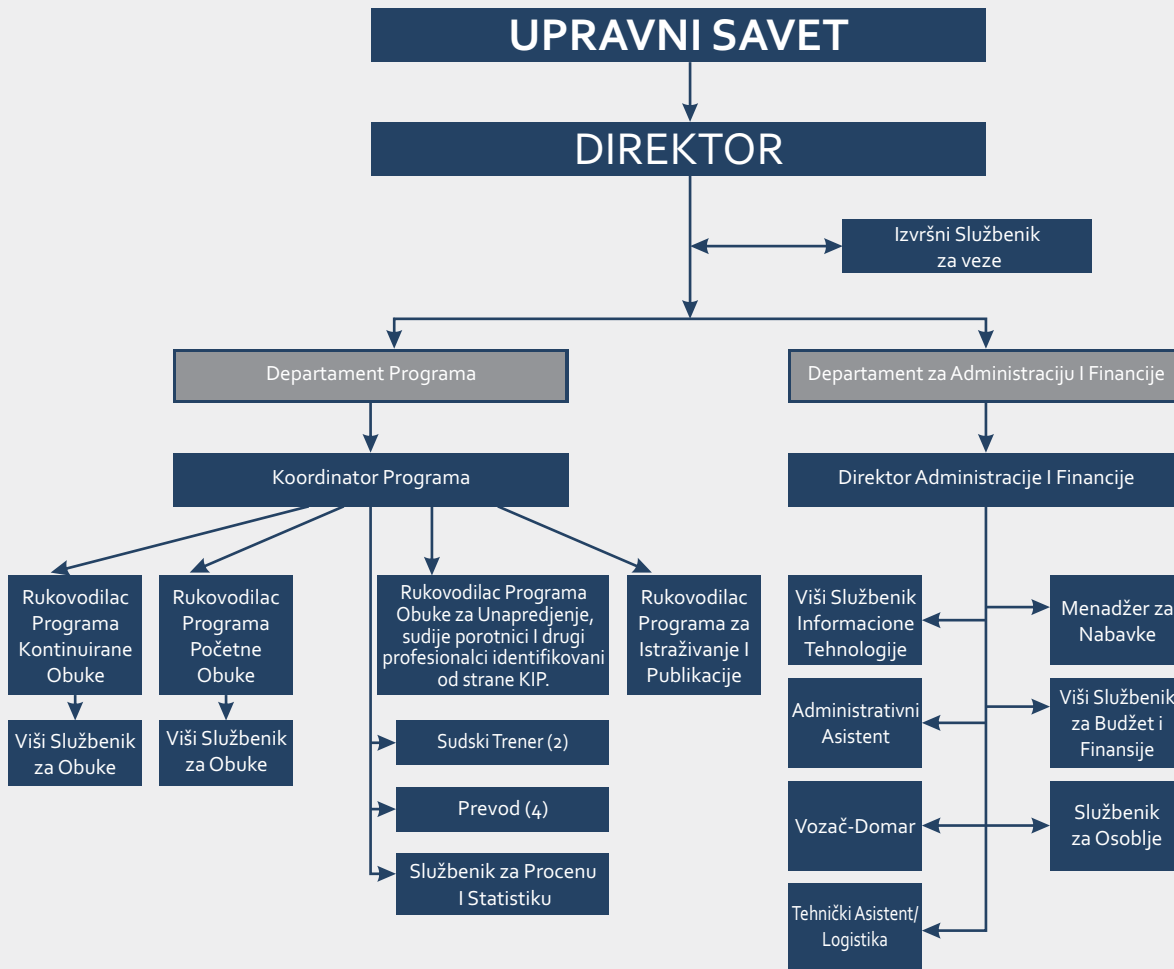 UPRAVNI SAVET
DIREKTOR
Izvršni Službenik
za veze
Departament Programa
Departament za Administraciju I Financije
Koordinator Programa
Direktor Administracije I Financije
Rukovodilac
Programa
Kontinuirane
Obuke
Rukovodilac
Programa
Početne
Obuke
Rukovodilac Programa
Obuke za Unapredjenje,
sudije porotnici I drugi
profesionalci identifikovani
od strane KIP.
Rukovodilac
Programa za
Istraživanje I
Publikacije
Viši Službenik
za Obuke
Viši Službenik
za Obuke
Sudski Trener (2)
Prevod (4)
Službenik za Procenu
I Statistiku
Viši Službenik
Informacione
Tehnologije
Menadžer za
Nabavke
Administrativni
Asistent
Viši Službenik
za Budžet i
Finansije
Vozač-Domar
Službenik
za Osoblje
Tehnički Asistent/
Logistika